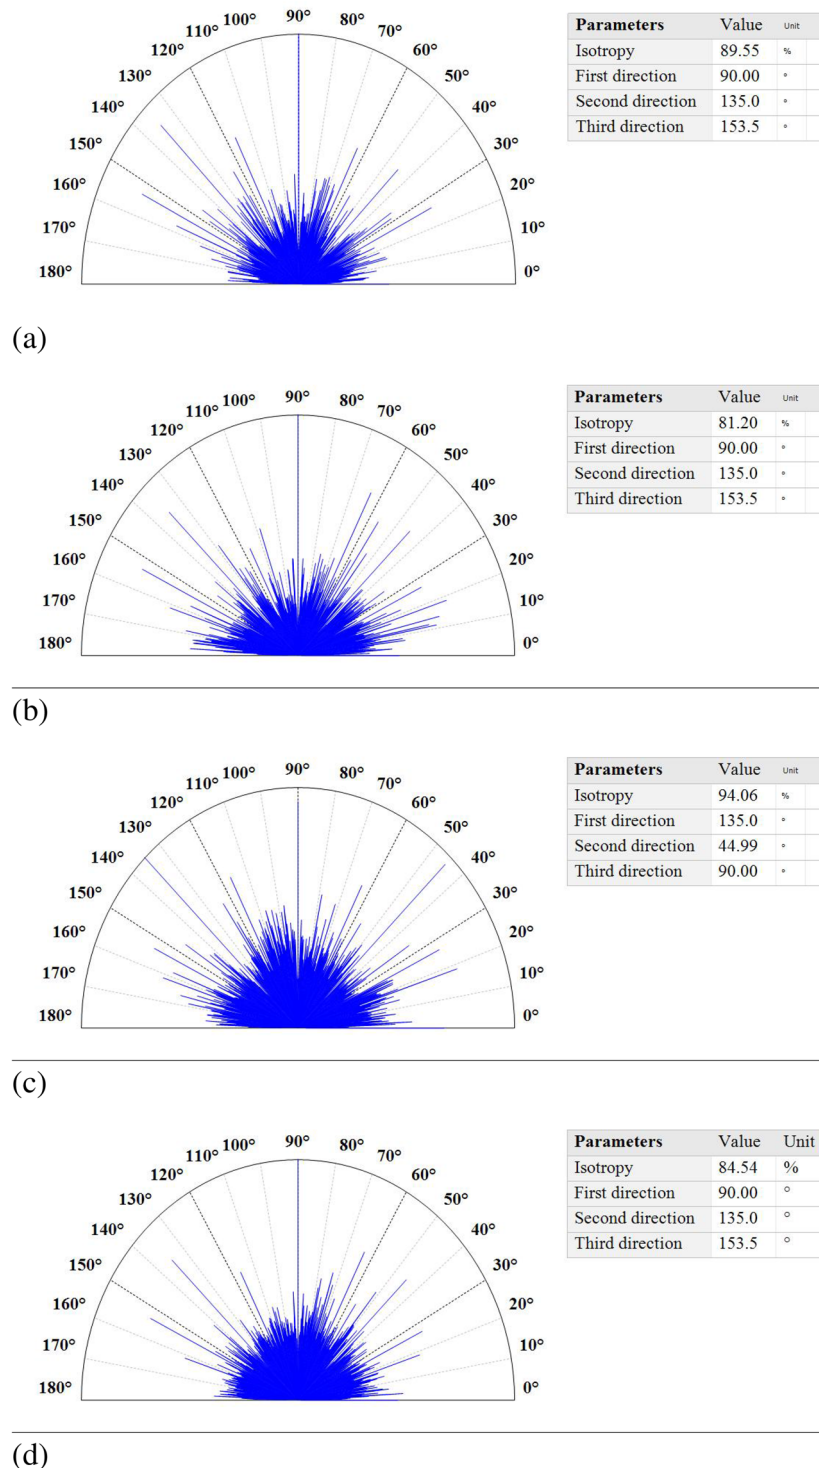 90°
100° 80°
110° 70°
120° 60°
130° 50°
140° 40°
150° 30°
160° 20°
170° 10°
180° 0°
Parameters Value Unit
Isotropy 89.55 %
First direction 90.00 °
Second direction 135.0 °
Third direction 153.5 °
(a)
90°
100° 80°
110° 70°
120° 60°
130° 50°
140° 40°
150° 30°
160° 20°
170° 10°
180° 0°
Parameters Value Unit
Isotropy 81.20 %
First direction 90.00 °
Second direction 135.0 °
Third direction 153.5 °
(b)
90°
100° 80°
110° 70°
120° 60°
130° 50°
140° 40°
150° 30°
160° 20°
170° 10°
180° 0°
Parameters Value Unit
Isotropy 94.06 %
First direction 135.0 °
Second direction 44.99 °
Third direction 90.00 °
(c)
90°
100° 80°
110° 70°
120° 60°
130° 50°
140° 40°
150° 30°
160° 20°
170° 10°
180° 0°
Parameters Value Unit
Isotropy 84.54 %
First direction 90.00 °
Second direction 135.0 °
Third direction 153.5 °
(d)